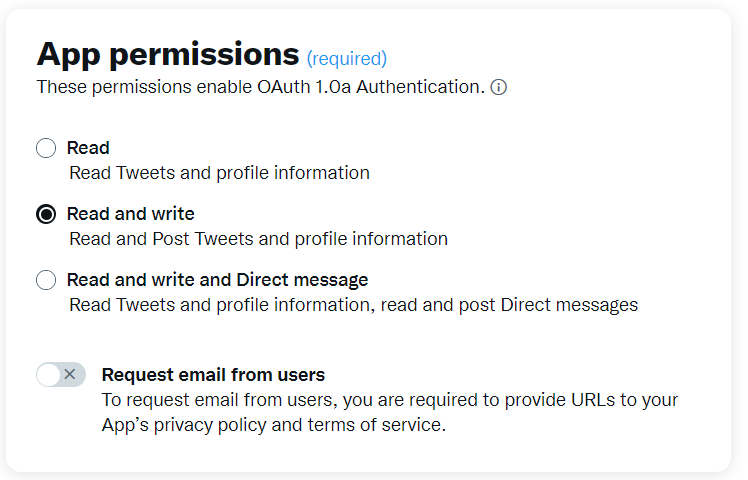 App permissions (required)
These permissions enable OAuth 1.0a Authentication.
Read
Read Tweets and profile information
Read and write
Read and Post Tweets and profile information
Read and write and Direct message
Read Tweets and profile information, read and post Direct messages
Request email from users
To request email from users, you are required to provide URLs to your
App’s privacy policy and terms of service.